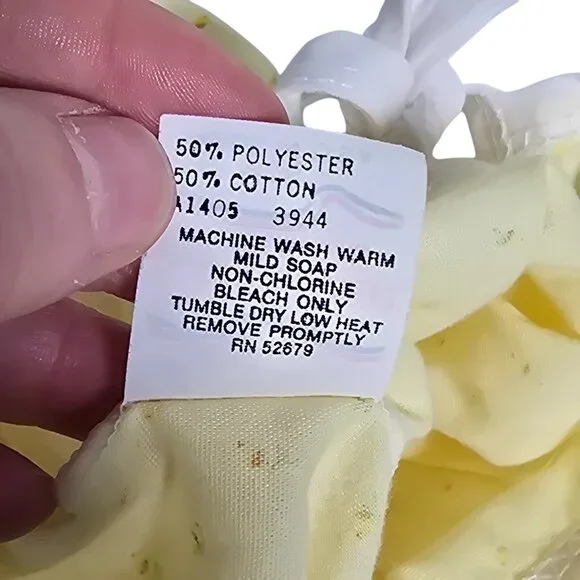 50% POLYESTER
50% COTTON
A1405 3944
MACHINE WASH WARM
MILD SOAP
NON-CHLORINE
BLEACH ONLY
TUMBLE DRY LOW HEAT
REMOVE PROMPTLY
RN 52679